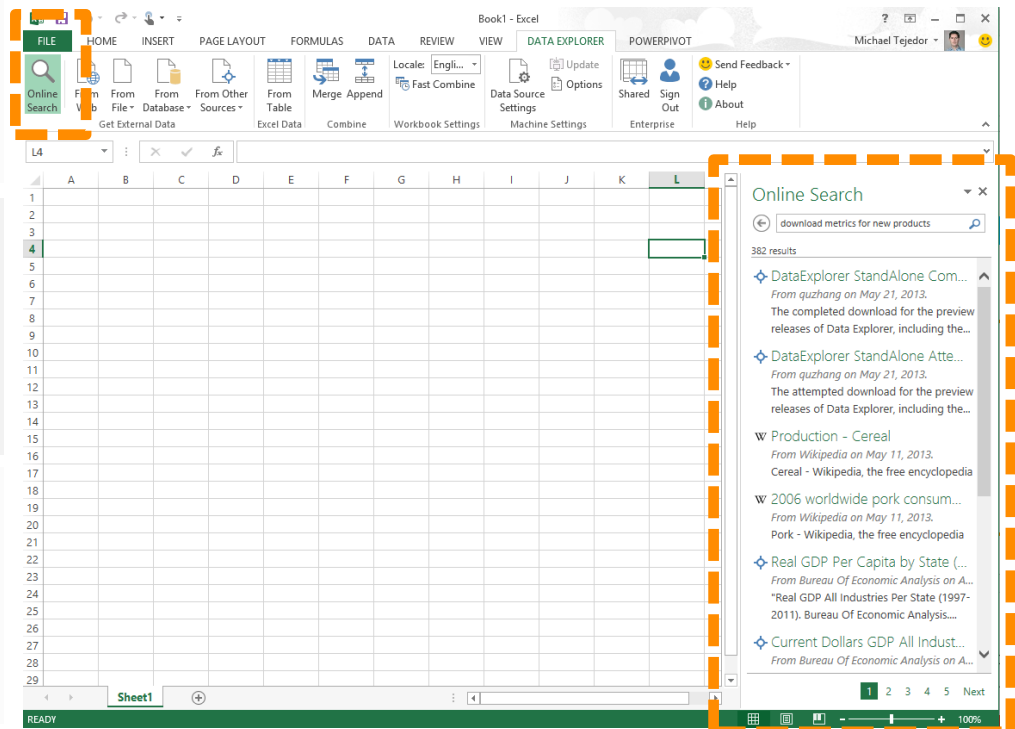 Book1 - Excel
?
FILE HOME INSERT PAGE LAYOUT FORMULAS DATA REVIEW VIEW DATA EXPLORER POWERPIVOT Michael Tejedor
Online Search
From Web
From File
From Database
From Other Sources
From Table
Merge Append
Locale: Engli...
Fast Combine
Data Source Settings
Update
Options
Shared
Sign Out
Send Feedback
? Help
About
Get External Data Excel Data Combine Workbook Settings Machine Settings Enterprise Help
L4 fx
A B C D E F G H I J K L
1
2
3
4
5
6
7
8
9
10
11
12
13
14
15
16
17
18
19
20
21
22
23
24
25
26
27
28
29
Online Search
download metrics for new products
382 results
DataExplorer StandAlone Com...
From quzhang on May 21, 2013.
The completed download for the preview
releases of Data Explorer, including the...
DataExplorer StandAlone Atte...
From quzhang on May 21, 2013.
The attempted download for the preview
releases of Data Explorer, including the...
W Production - Cereal
From Wikipedia on May 11, 2013.
Cereal - Wikipedia, the free encyclopedia
W 2006 worldwide pork consum...
From Wikipedia on May 11, 2013.
Pork - Wikipedia, the free encyclopedia
Real GDP Per Capita by State (...
From Bureau Of Economic Analysis on A...
"Real GDP All Industries Per State (1997-
2011). Bureau Of Economic Analysis....
Current Dollars GDP All Indust...
From Bureau Of Economic Analysis on A...
1 2 3 4 5 Next
Sheet1
READY 100%